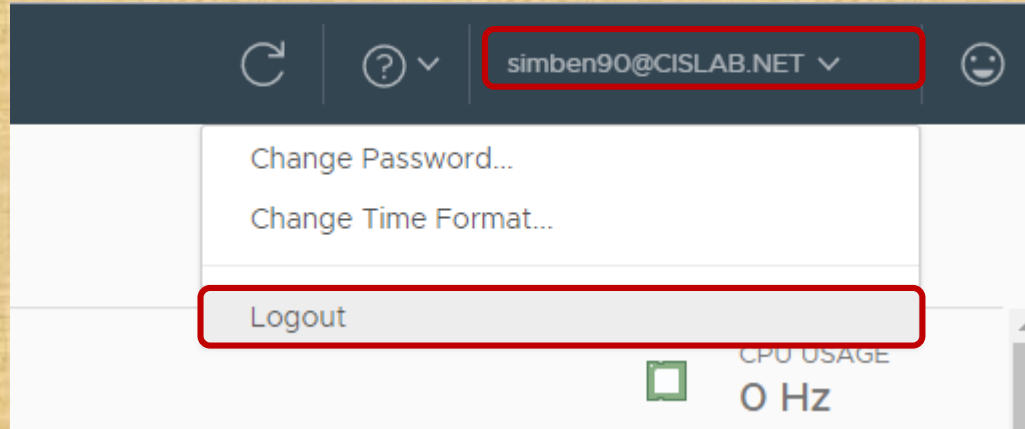 simben90@CISLAB.NET
Change Password...
Change Time Format...
Logout
CPU USAGE
0 Hz